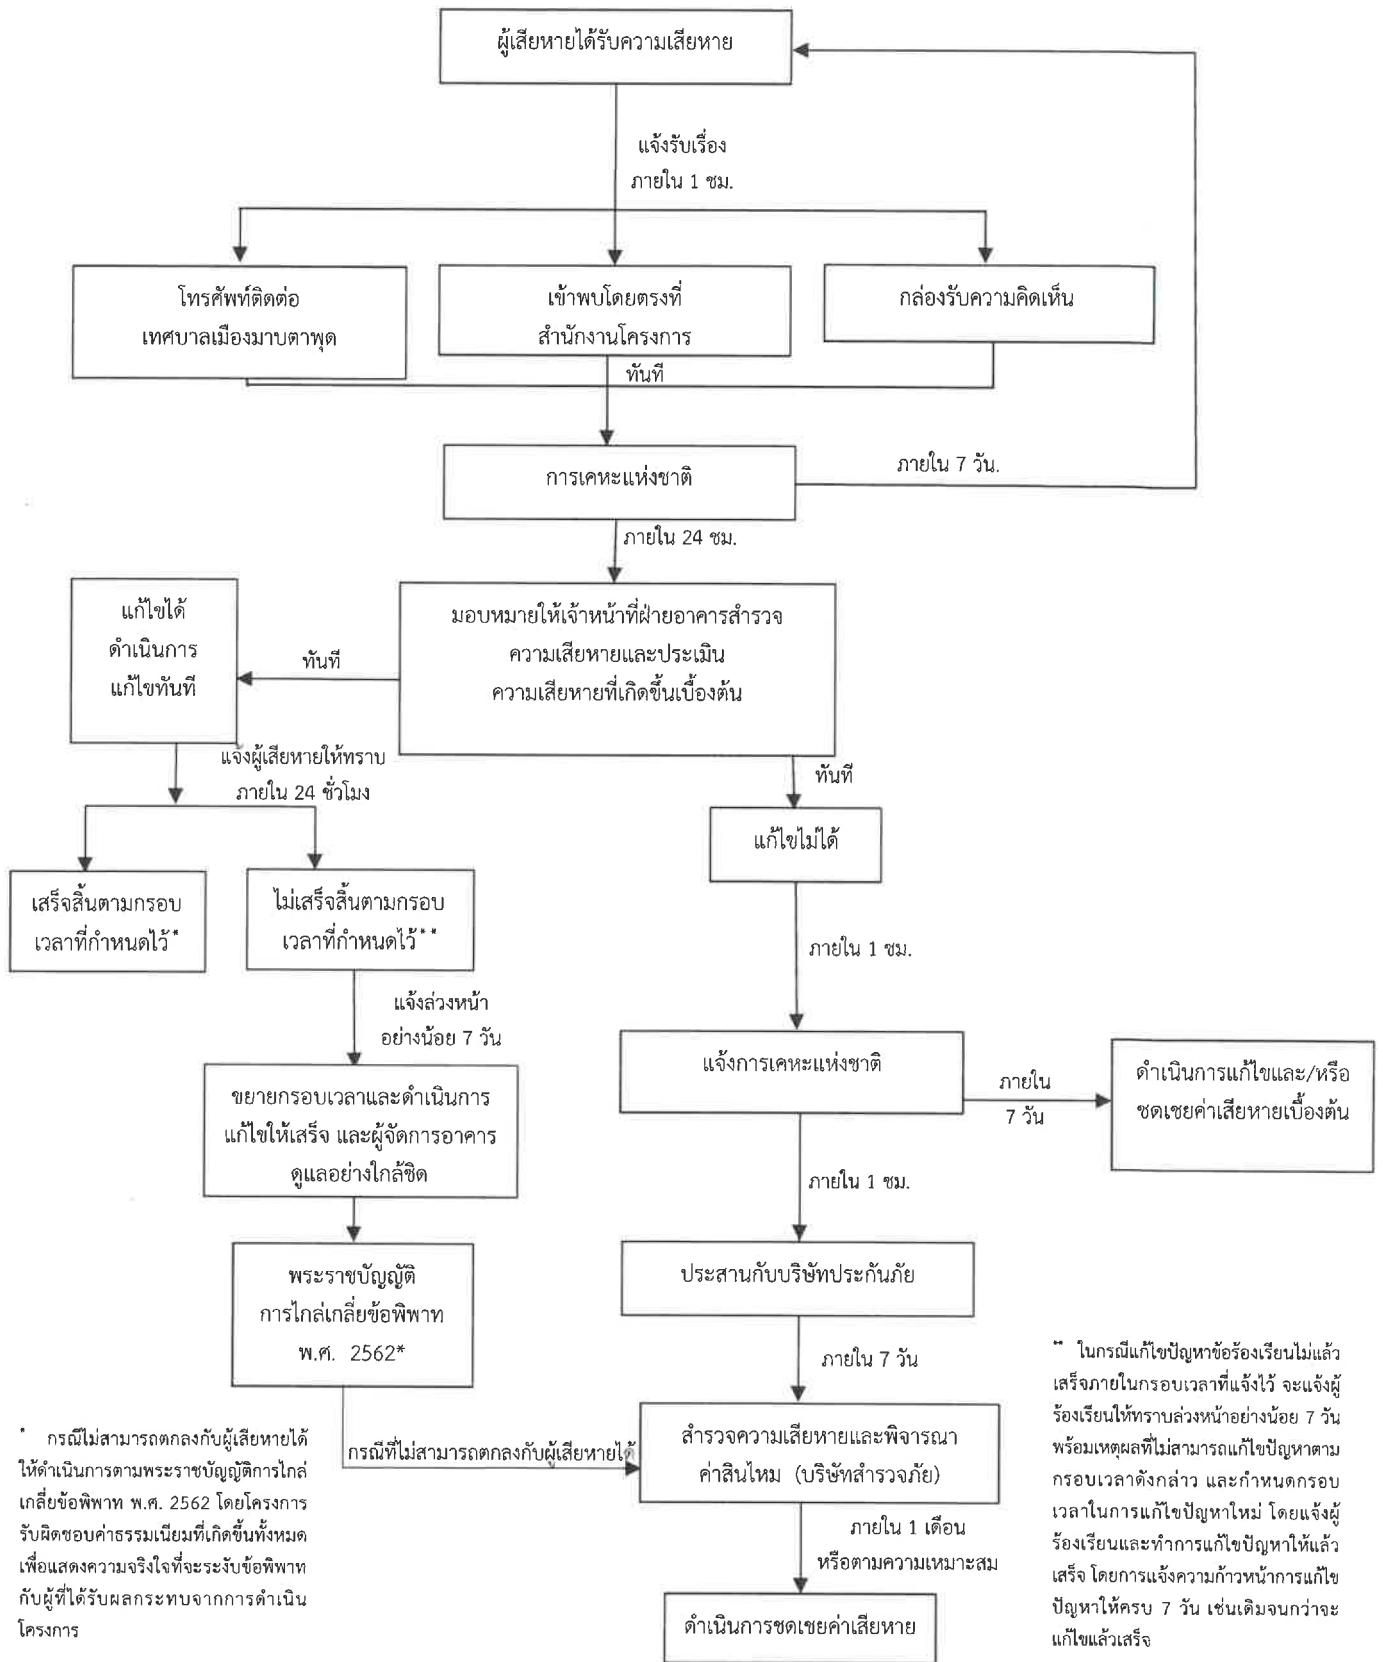 ผู้เสียหายได้รับความเสียหาย
แจ้งรับเรื่อง
ภายใน 1 ชม.
โทรศัพท์ติดต่อ
เทศบาลเมืองมาบตาพุด
เข้าพบโดยตรงที่
สำนักงานโครงการ
กล่องรับความคิดเห็น
ทันที
การเคหะแห่งชาติ
ภายใน 7 วัน.
ภายใน 24 ชม.
แก้ไขได้
ดำเนินการ
แก้ไขทันที
ทันที
มอบหมายให้เจ้าหน้าที่ฝ่ายอาคารสำรวจ
ความเสียหายและประเมิน
ความเสียหายที่เกิดขึ้นเบื้องต้น
แจ้งผู้เสียหายให้ทราบ
ภายใน 24 ชั่วโมง
ทันที
แก้ไขไม่ได้
เสร็จสิ้นตามกรอบ
เวลาที่กำหนดไว้*
ไม่เสร็จสิ้นตามกรอบ
เวลาที่กำหนดไว้**
ภายใน 1 ชม.
แจ้งล่วงหน้า
อย่างน้อย 7 วัน
แจ้งการเคหะแห่งชาติ
ภายใน
7 วัน
ดำเนินการแก้ไขและ/หรือ
ชดเชยค่าเสียหายเบื้องต้น
ขยายกรอบเวลาและดำเนินการ
แก้ไขให้เสร็จ และผู้จัดการอาคาร
ดูแลอย่างใกล้ชิด
ภายใน 1 ชม.
พระราชบัญญัติ
การไกล่เกลี่ยข้อพิพาท
พ.ศ. 2562*
ประสานกับบริษัทประกันภัย
ภายใน 7 วัน
กรณีที่ไม่สามารถตกลงกับผู้เสียหายได้
สำรวจความเสียหายและพิจารณา
ค่าสินไหม (บริษัทสำรวจภัย)
ภายใน 1 เดือน
หรือตามความเหมาะสม
ดำเนินการชดเชยค่าเสียหาย
* กรณีไม่สามารถตกลงกับผู้เสียหายได้
ให้ดำเนินการตามพระราชบัญญัติการไกล่
เกลี่ยข้อพิพาท พ.ศ. 2562 โดยโครงการ
รับผิดชอบค่าธรรมเนียมที่เกิดขึ้นทั้งหมด
เพื่อแสดงความจริงใจที่จะระงับข้อพิพาท
กับผู้ที่ได้รับผลกระทบจากการดำเนิน
โครงการ
** ในกรณีแก้ไขปัญหาข้อร้องเรียนไม่แล้ว
เสร็จภายในกรอบเวลาที่แจ้งไว้ จะแจ้งผู้
ร้องเรียนให้ทราบล่วงหน้าอย่างน้อย 7 วัน
พร้อมเหตุผลที่ไม่สามารถแก้ไขปัญหาตาม
กรอบเวลาดังกล่าว และกำหนดกรอบ
เวลาในการแก้ไขปัญหาใหม่ โดยแจ้งผู้
ร้องเรียนและทำการแก้ไขปัญหาให้แล้ว
เสร็จ โดยการแจ้งความก้าวหน้าการแก้ไข
ปัญหาให้ครบ 7 วัน เช่นเดิมจนกว่าจะ
แก้ไขแล้วเสร็จ